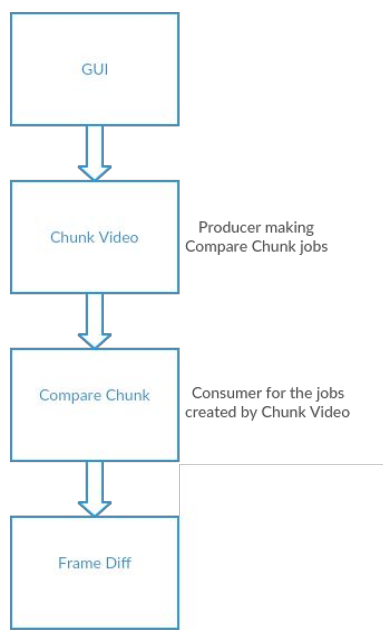 GUI
Chunk Video
Producer making
Compare Chunk jobs
Compare Chunk
Consumer for the jobs
created by Chunk Video
Frame Diff